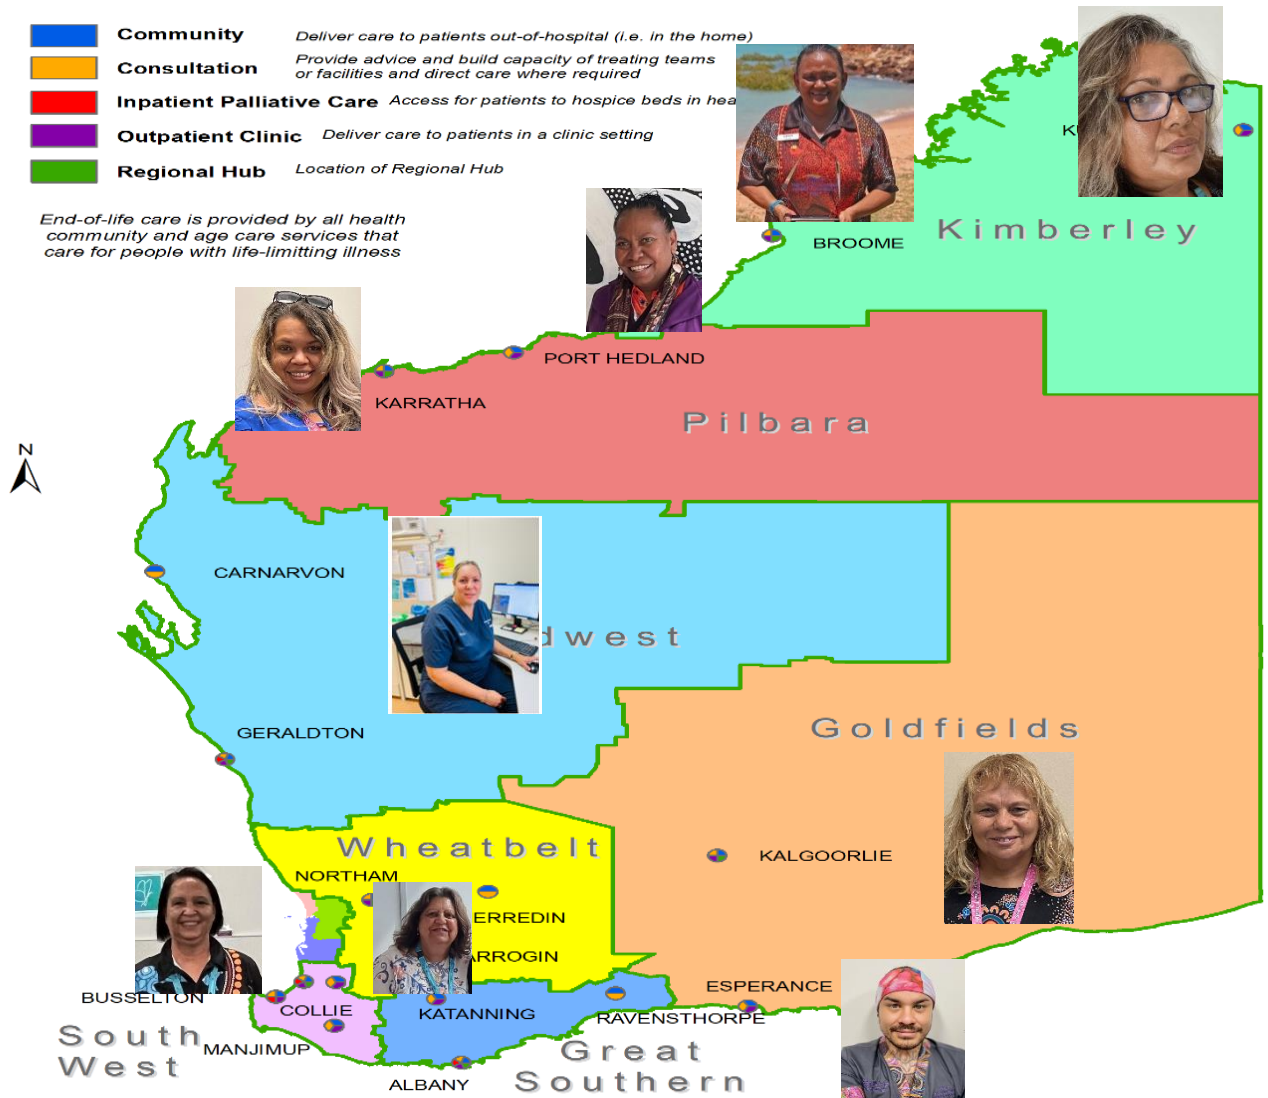 Community Deliver care to patients out-of-hospital (i.e. in the home)
Consultation Provide advice and build capacity of treating teams
or facilities and direct care where required
Inpatient Palliative Care Access for patients to hospice beds in hea
Outpatient Clinic Deliver care to patients in a clinic setting
Regional Hub Location of Regional Hub
End-of-life care is provided by all health
community and age care services that
care for people with life-limitting illness
K
Kimberley
BROOME
PORT HEDLAND
KARRATHA
Pilbara
N
CARNARVON
dwest
GERALDTON
Goldfields
Wheatbelt
KALGOORLIE
NORTHAM
ERREDIN
ARROGIN
ESPERANCE
BUSSELTON
COLLIE
KATANNING
RAVENSTHORPE
South
West
MANJIMUP
Great
Southern
ALBANY